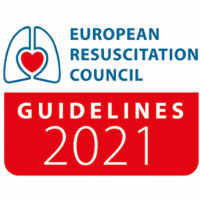 EUROPEAN
RESUSCITATION
COUNCIL
GUIDELINES
2021